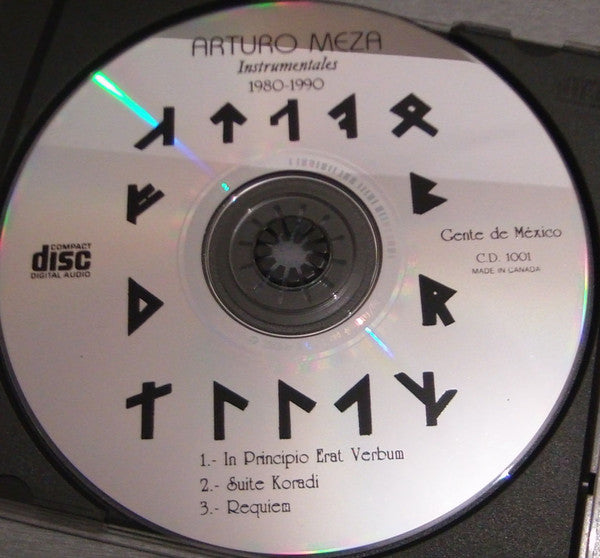 ARTURO MEZA
Instrumentales
1980-1990
COMPACT
disc
DIGITAL AUDIO
Gente de México
C.D. 1001
MADE IN CANADA
1.- In Principio Erat Verbum
2.- Suite Koradi
3.- Requiem